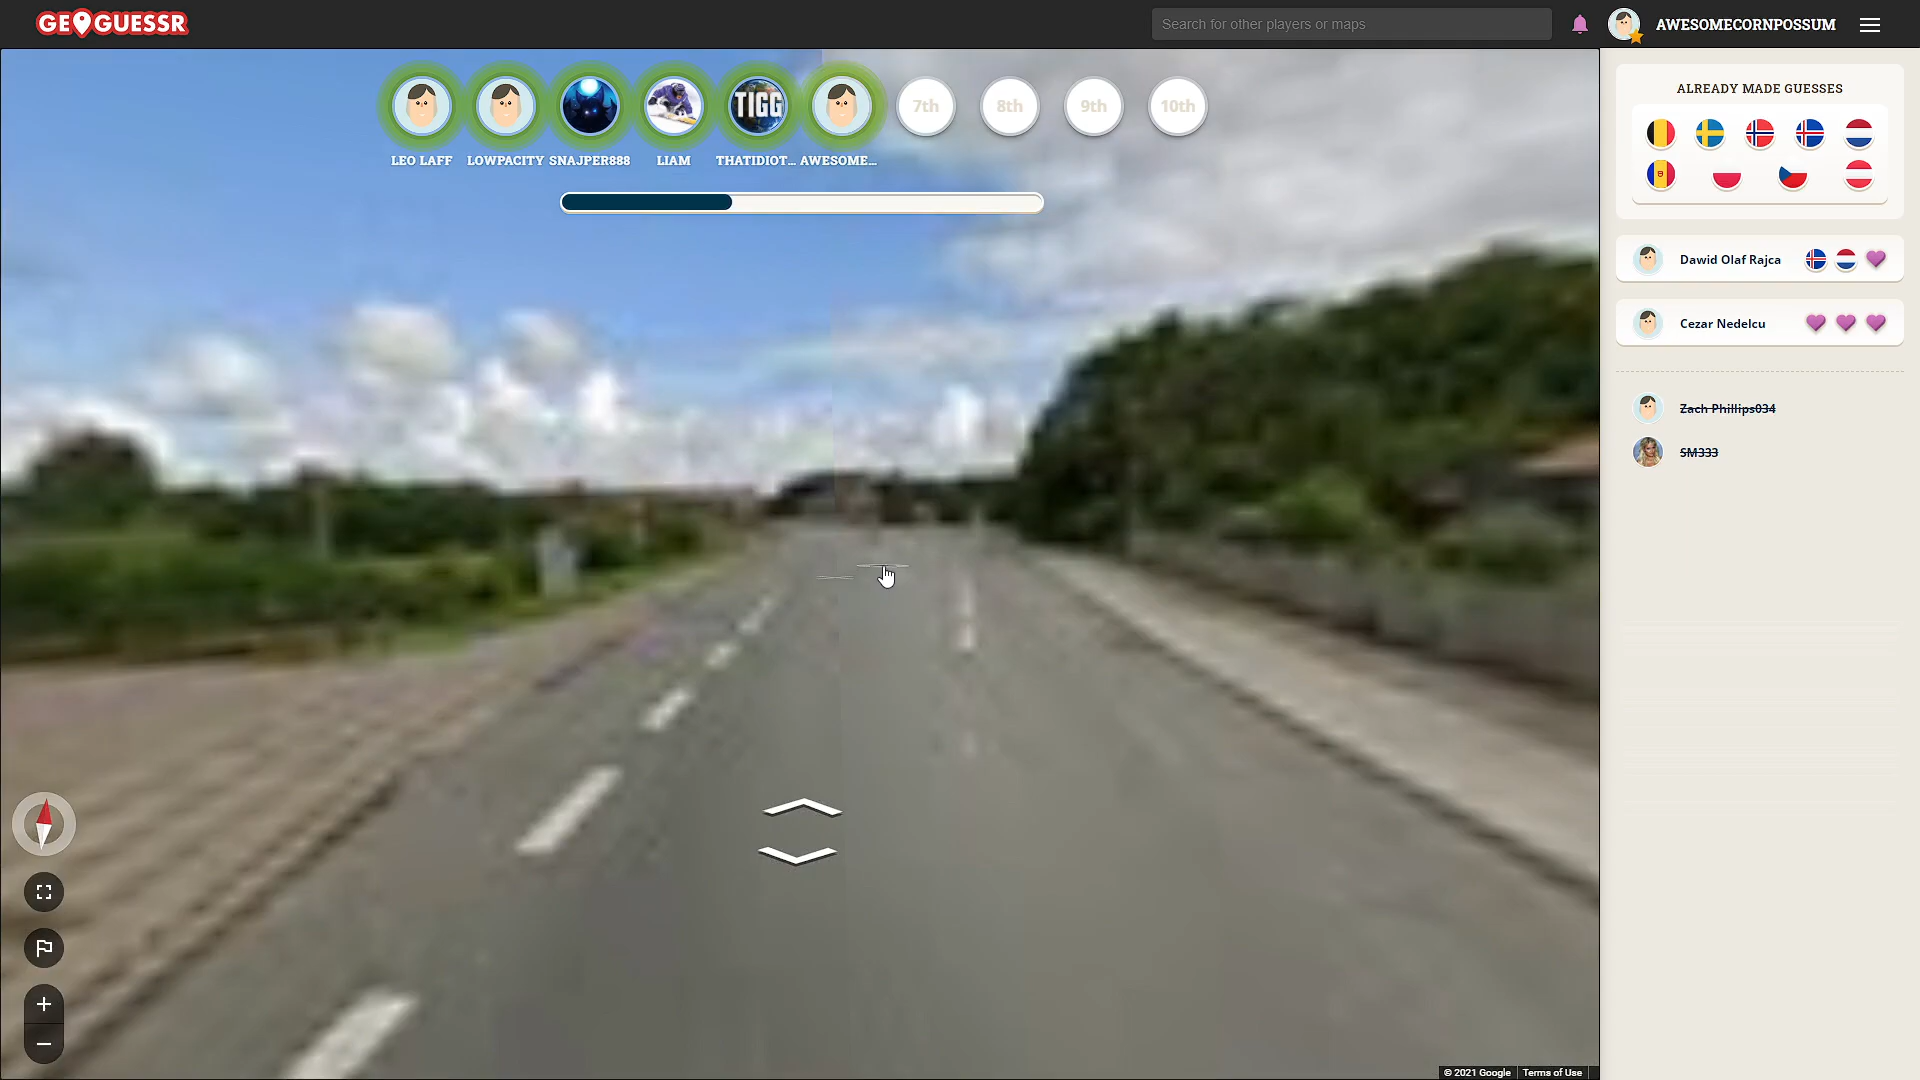 GEOGUESSR
Search for other players or maps
AWESOMECORNPOSSUM
TIGG
7th
8th
9th
10th
LEO LAFF
LOWPACITY
SNAJPER888
LIAM
THATIDIOT...
AWESOME...
ALREADY MADE GUESSES
Dawid Olaf Rajca
Cezar Nedelcu
Zach Phillips034
SM333
© 2021 Google
Terms of Use